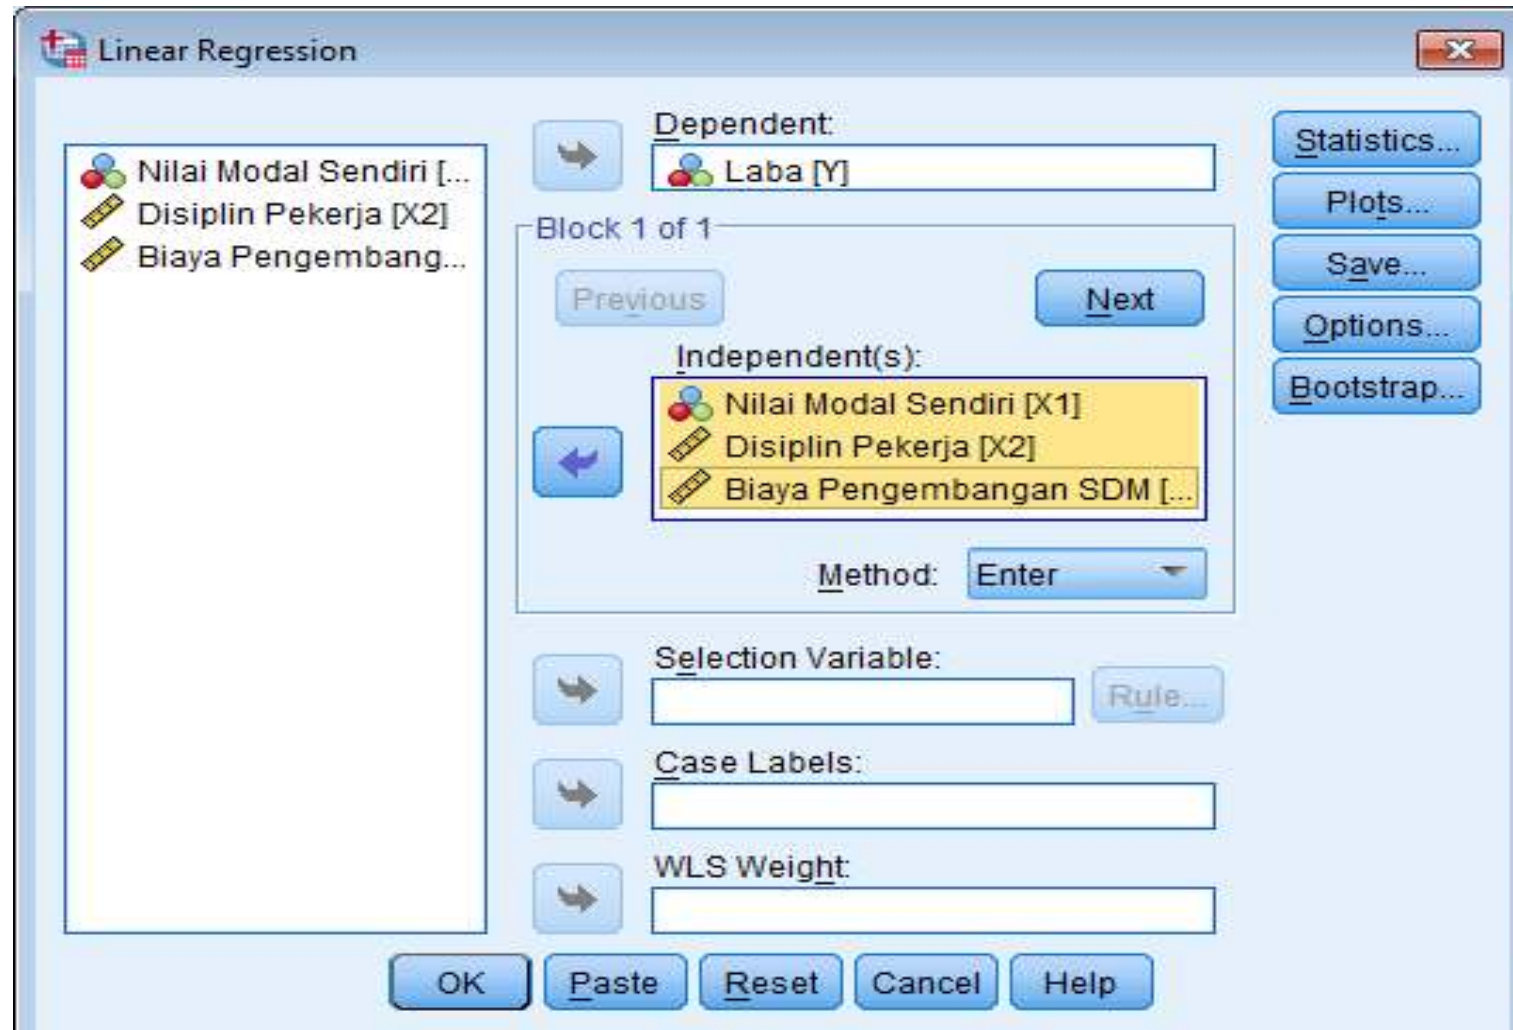 Linear Regression
Nilai Modal Sendiri [...
Disiplin Pekerja [X2]
Biaya Pengembang...
Dependent:
Laba [Y]
Block 1 of 1
Previous
Next
Independent(s):
Nilai Modal Sendiri [X1]
Disiplin Pekerja [X2]
Biaya Pengembangan SDM [...
Method: Enter
Selection Variable:
Rule...
Case Labels:
WLS Weight:
Statistics...
Plots...
Save...
Options...
Bootstrap...
OK Paste Reset Cancel Help